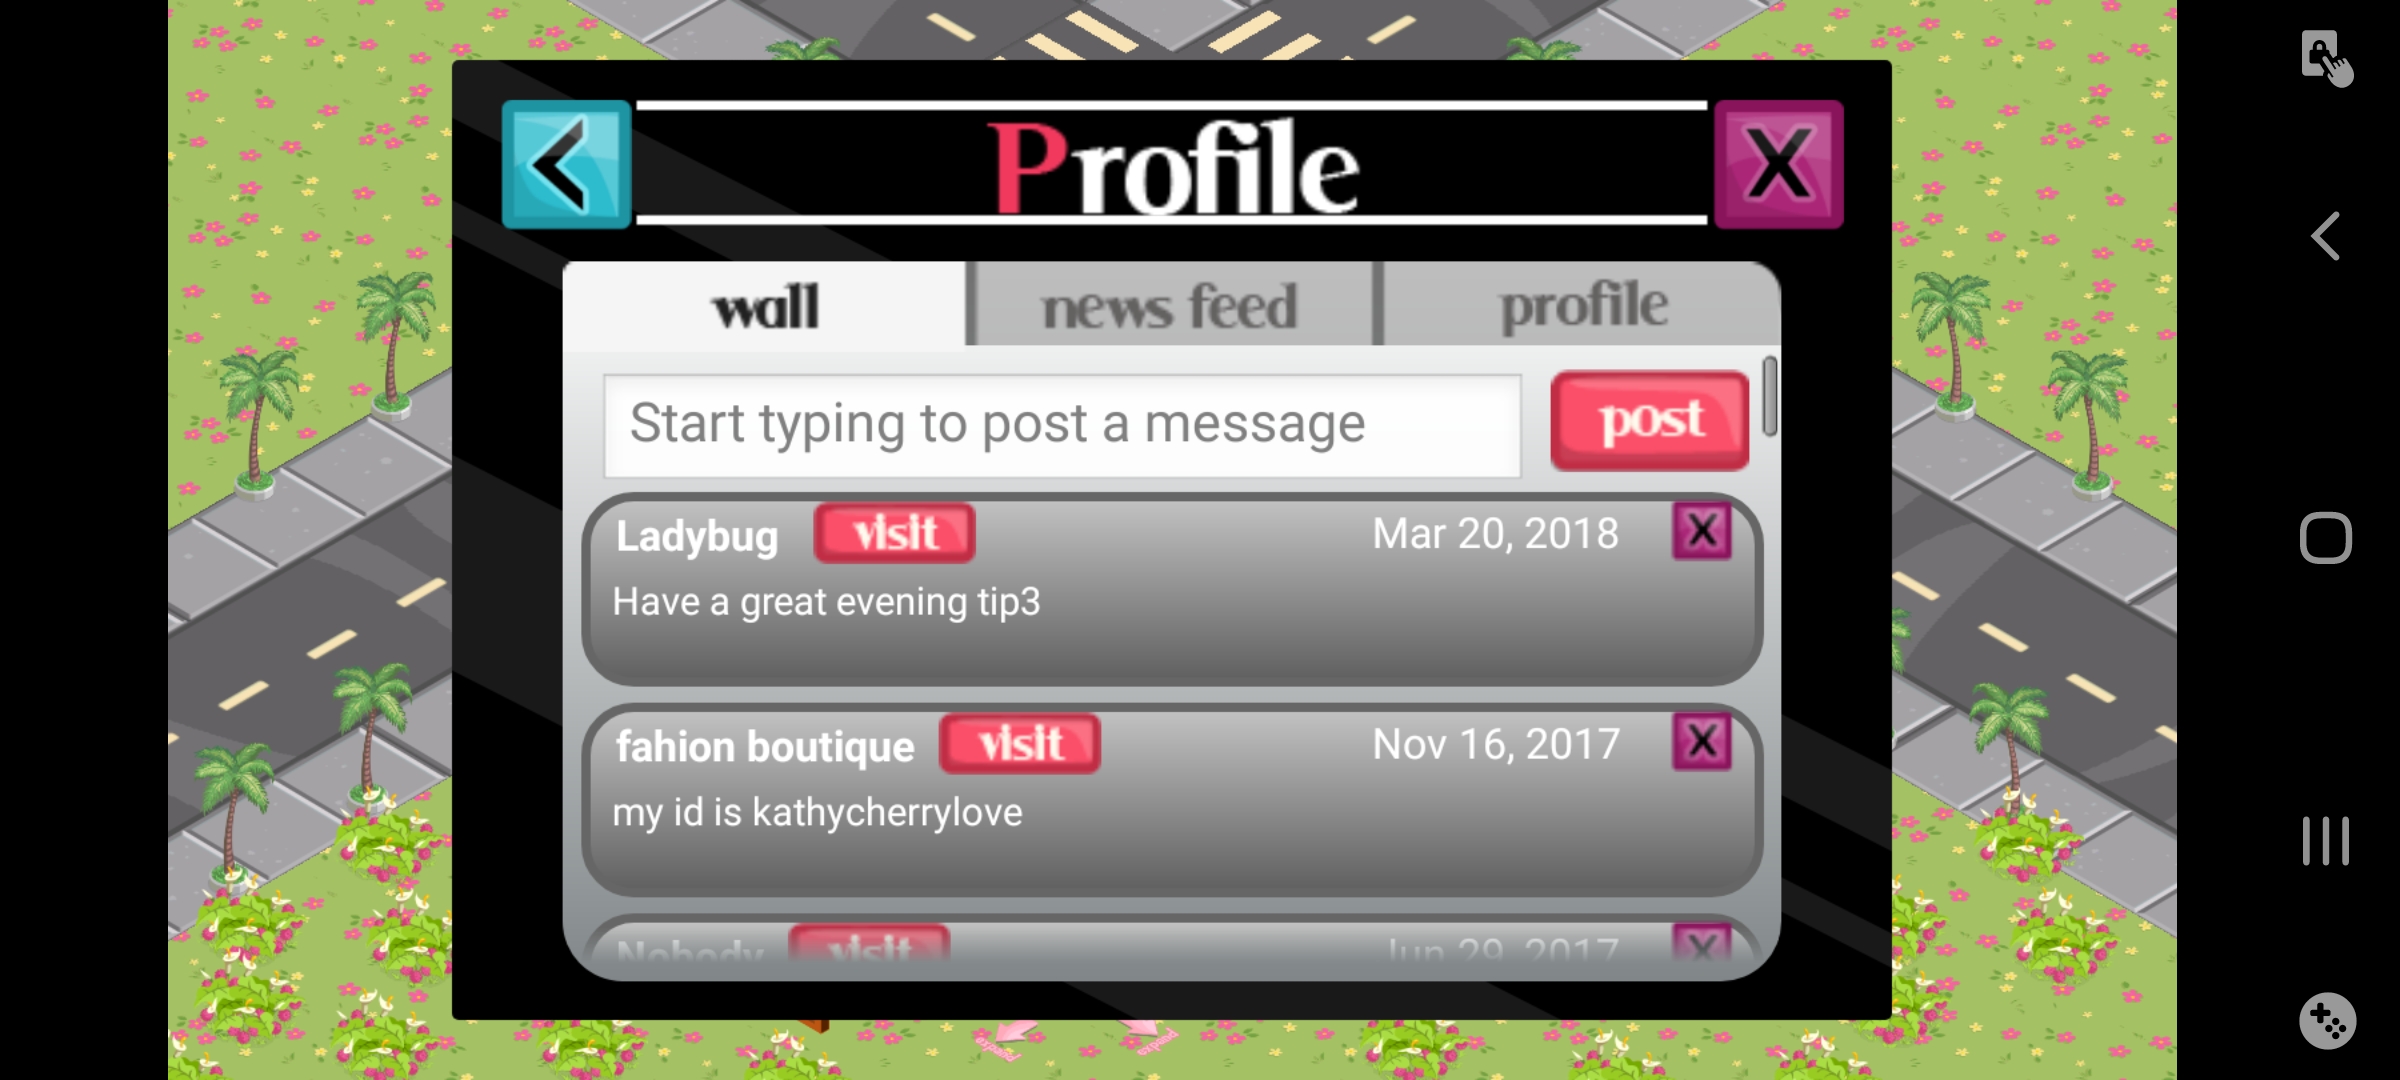 Profile
wall
news feed
profile
Start typing to post a message
post
Ladybug visit Mar 20, 2018 X
Have a great evening tip3
fahion boutique visit Nov 16, 2017 X
my id is kathycherrylove
Nobody visit Jun 29, 2017 X